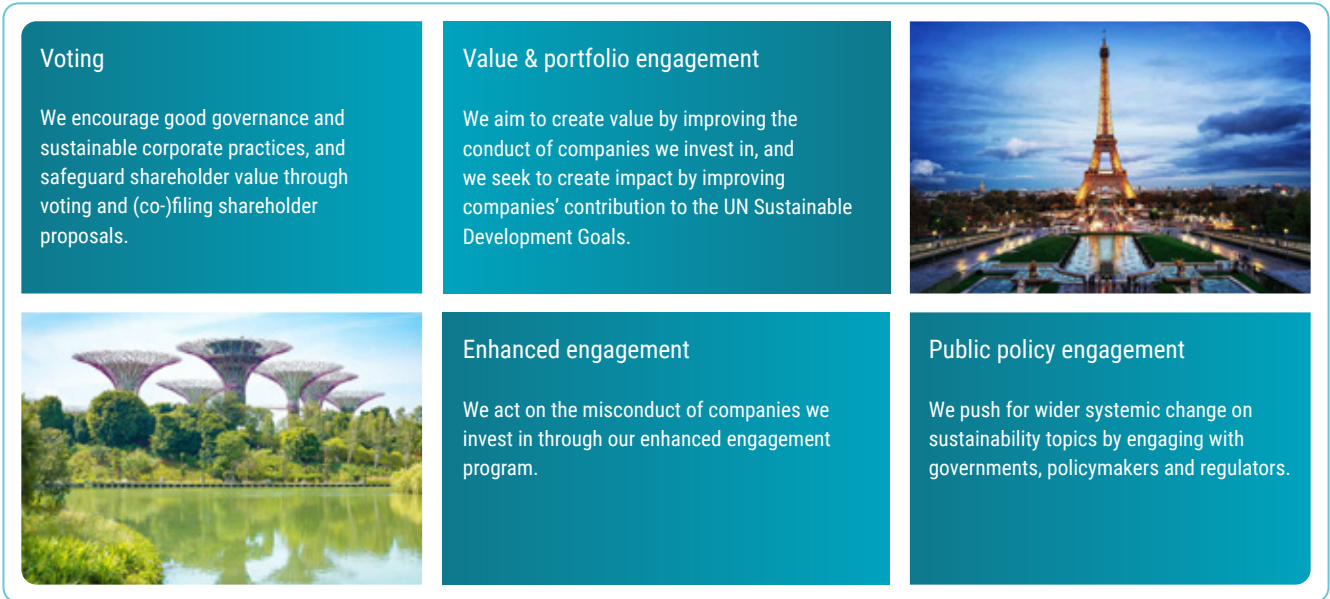 Voting
We encourage good governance and
sustainable corporate practices, and
safeguard shareholder value through
voting and (co-)filing shareholder
proposals.
Value & portfolio engagement
We aim to create value by improving the
conduct of companies we invest in, and
we seek to create impact by improving
companies’ contribution to the UN Sustainable
Development Goals.
Enhanced engagement
We act on the misconduct of companies we
invest in through our enhanced engagement
program.
Public policy engagement
We push for wider systemic change on
sustainability topics by engaging with
governments, policymakers and regulators.